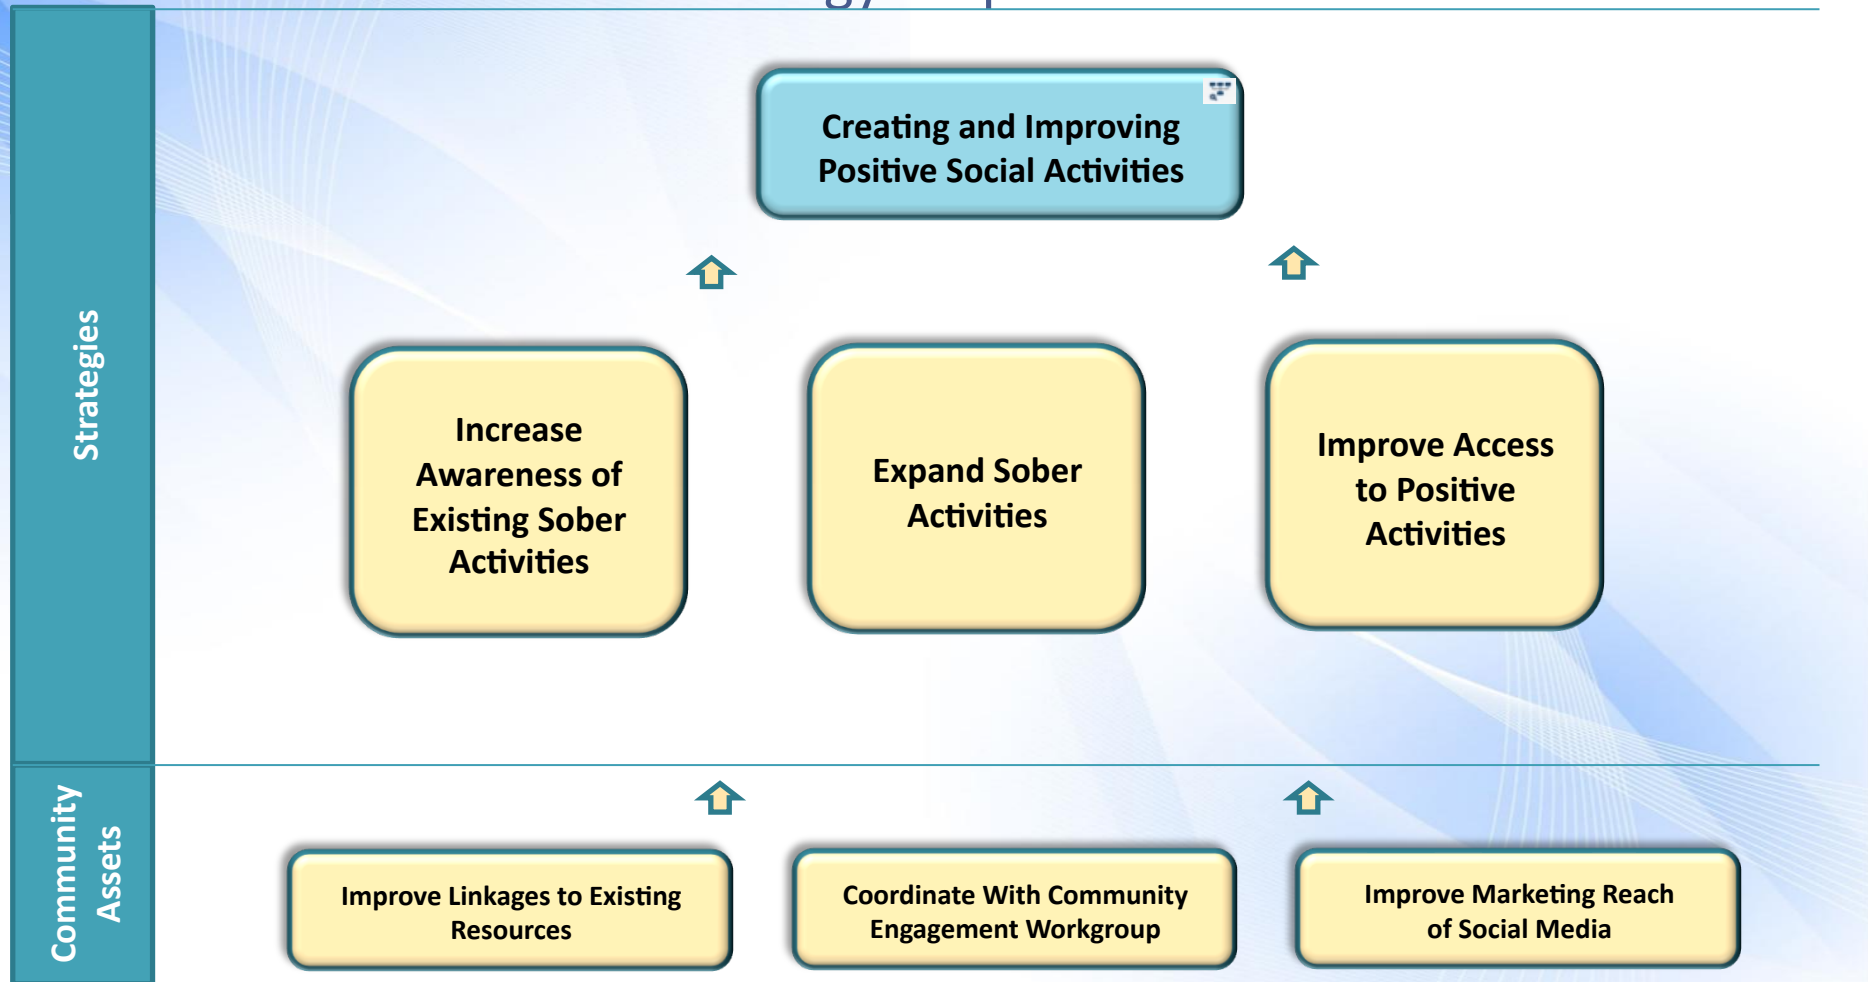 Strategies
Creating and Improving
Positive Social Activities
Increase
Awareness of
Existing Sober
Activities
Expand Sober
Activities
Improve Access
to Positive
Activities
Community
Assets
Improve Linkages to Existing
Resources
Coordinate With Community
Engagement Workgroup
Improve Marketing Reach
of Social Media